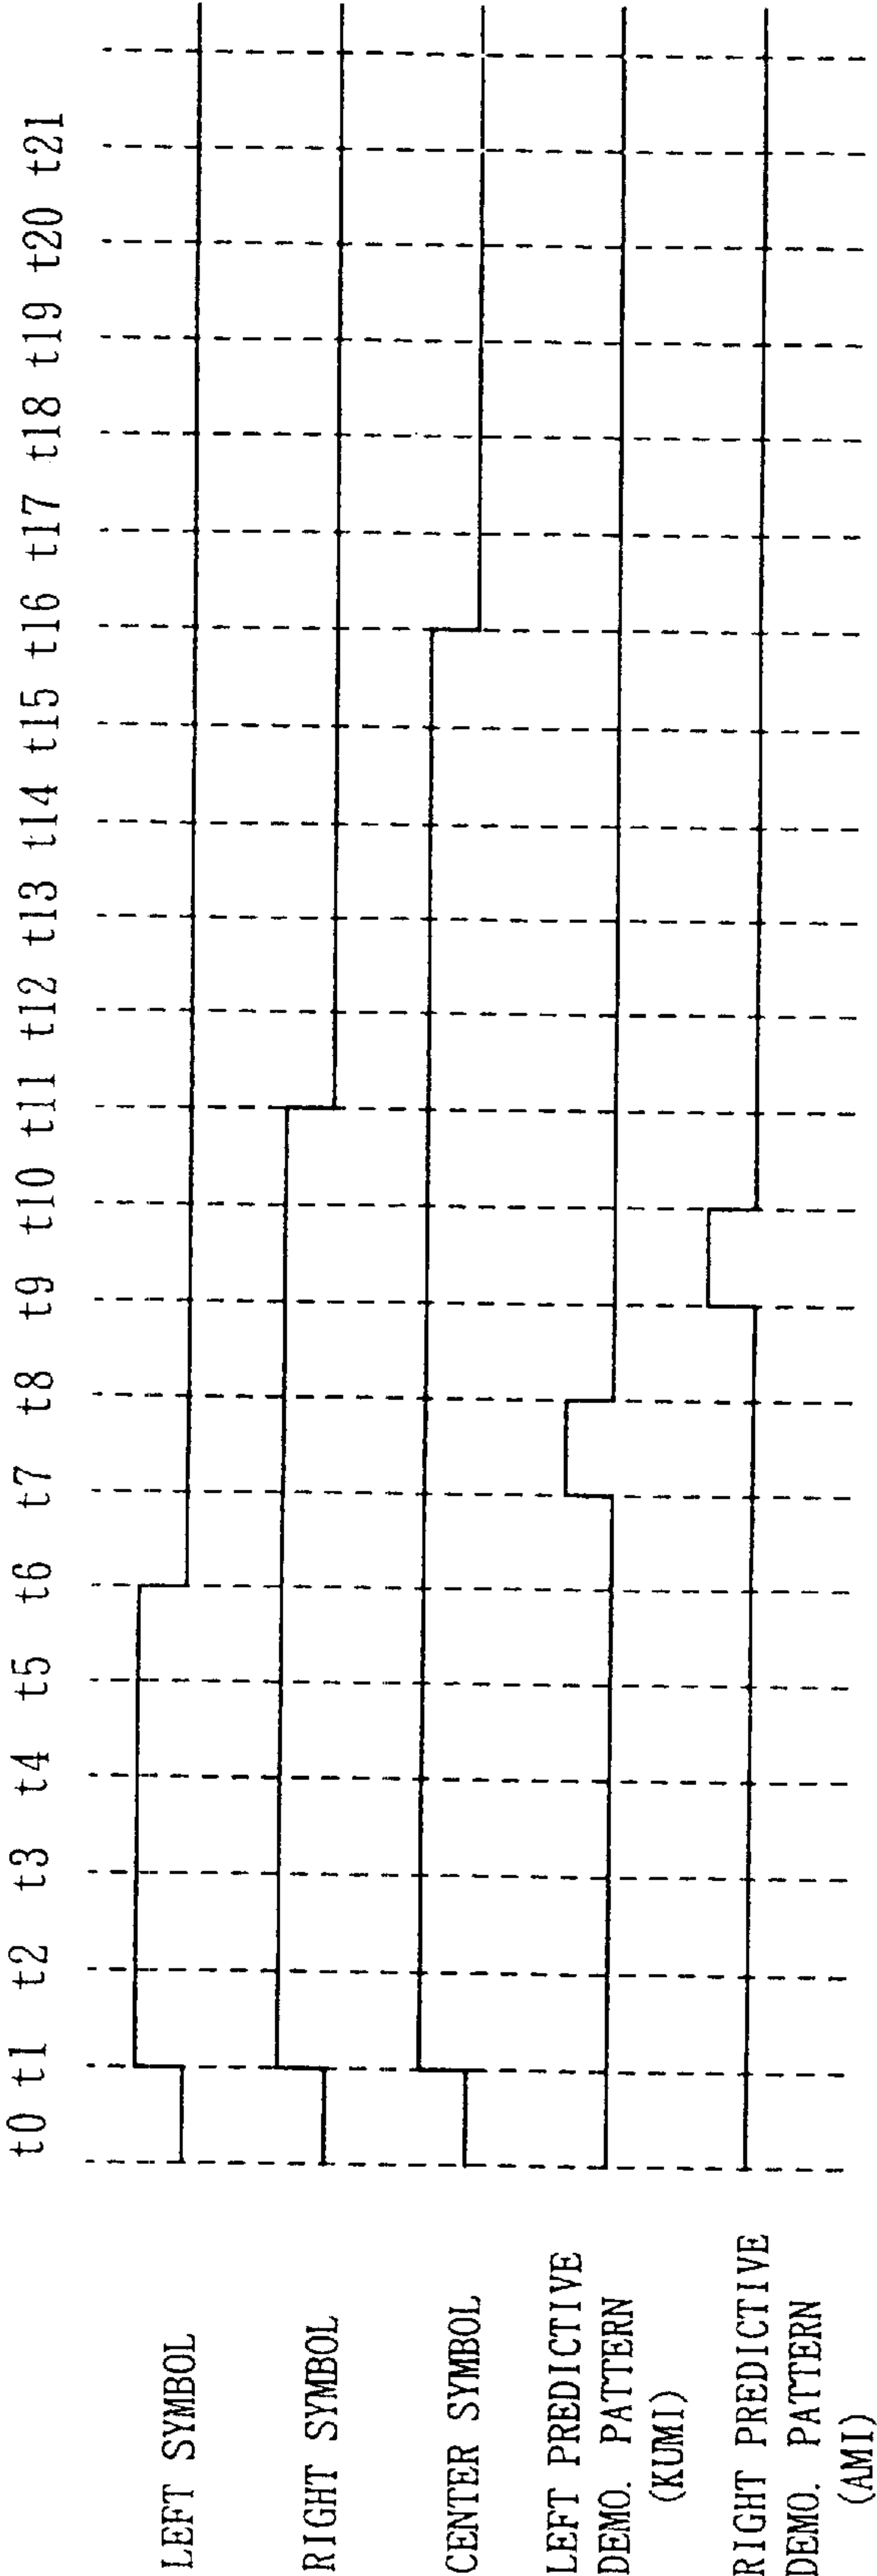 t0 t1 t2 t3 t4 t5 t6 t7 t8 t9 t10 t11 t12 t13 t14 t15 t16 t17 t18 t19 t20 t21
LEFT SYMBOL
RIGHT SYMBOL
CENTER SYMBOL
LEFT PREDICTIVE
DEMO. PATTERN
(KUMI)
RIGHT PREDICTIVE
DEMO. PATTERN
(AMI)